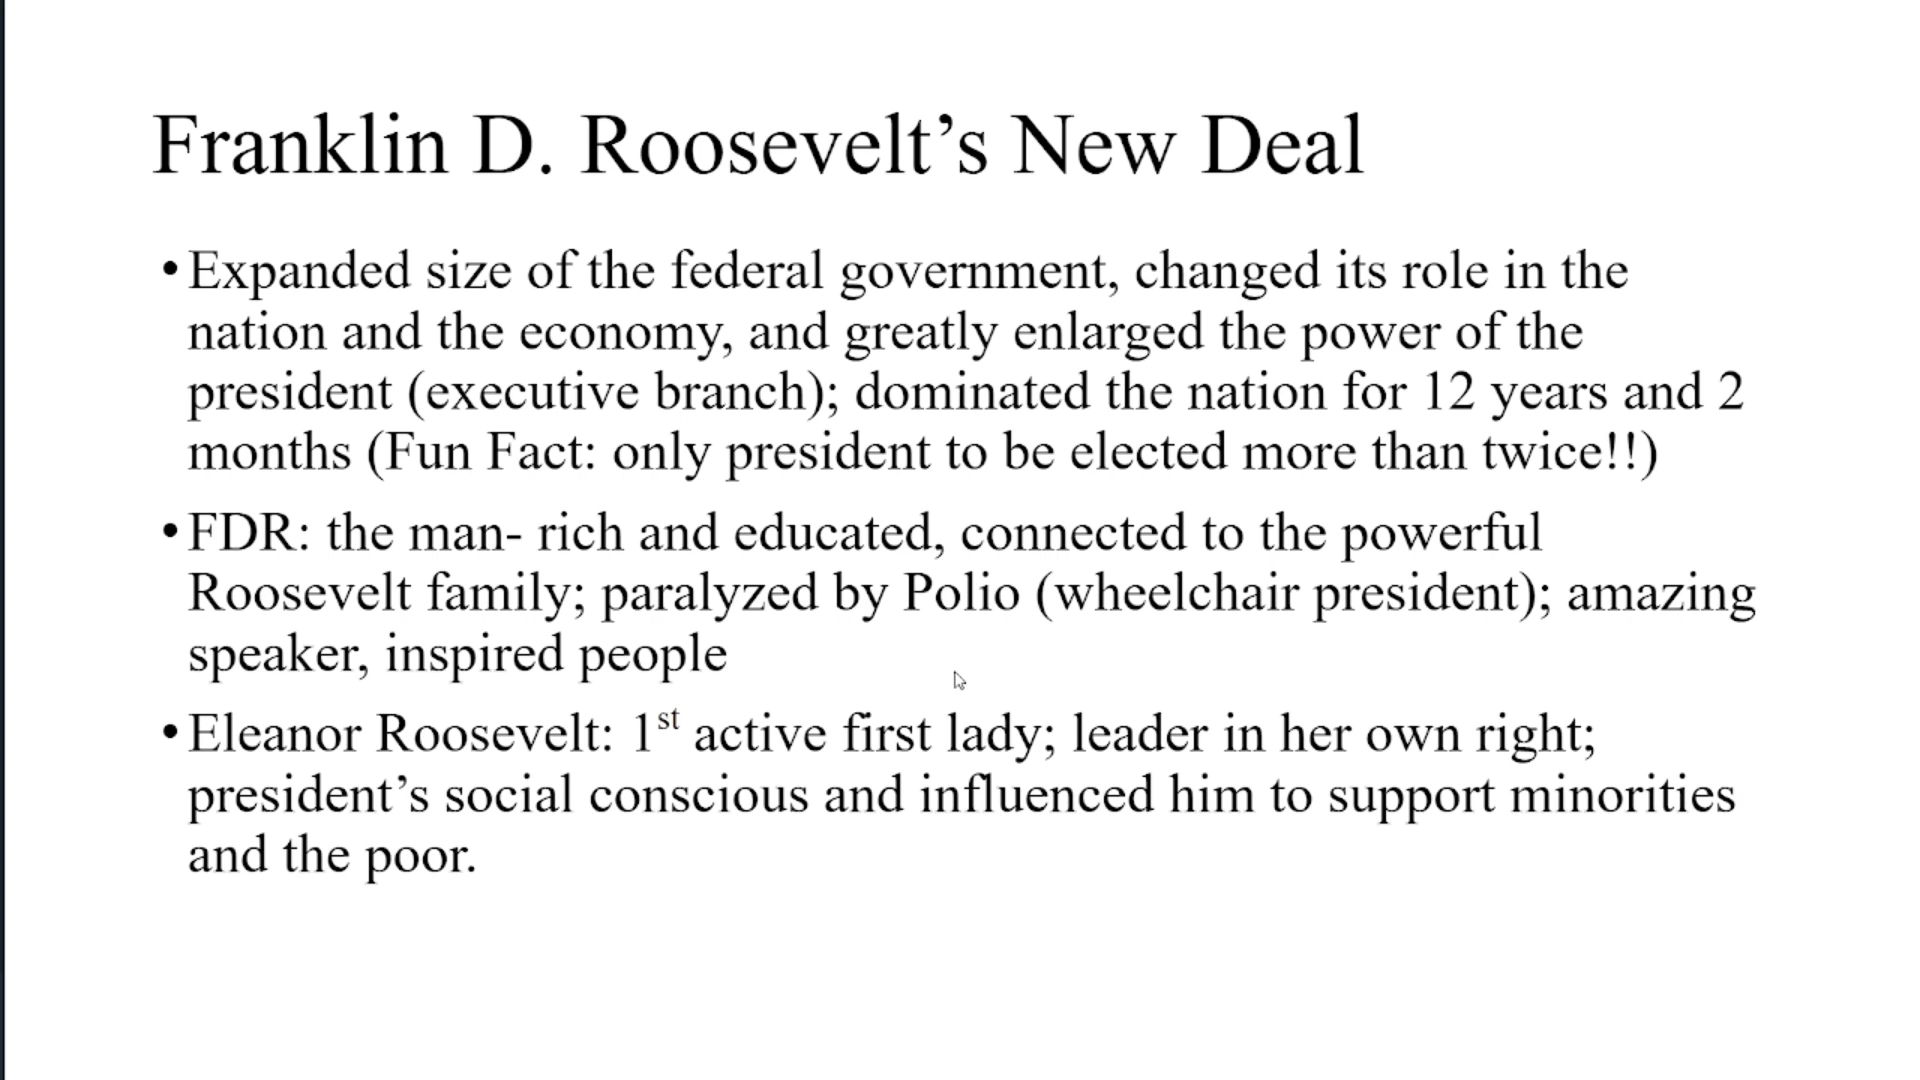 Franklin D. Roosevelt’s New Deal
•Expanded size of the federal government, changed its role in the
nation and the economy, and greatly enlarged the power of the
president (executive branch); dominated the nation for 12 years and 2
months (Fun Fact: only president to be elected more than twice!!)
•FDR: the man- rich and educated, connected to the powerful
Roosevelt family; paralyzed by Polio (wheelchair president); amazing
speaker, inspired people
•Eleanor Roosevelt: 1st active first lady; leader in her own right;
president’s social conscious and influenced him to support minorities
and the poor.